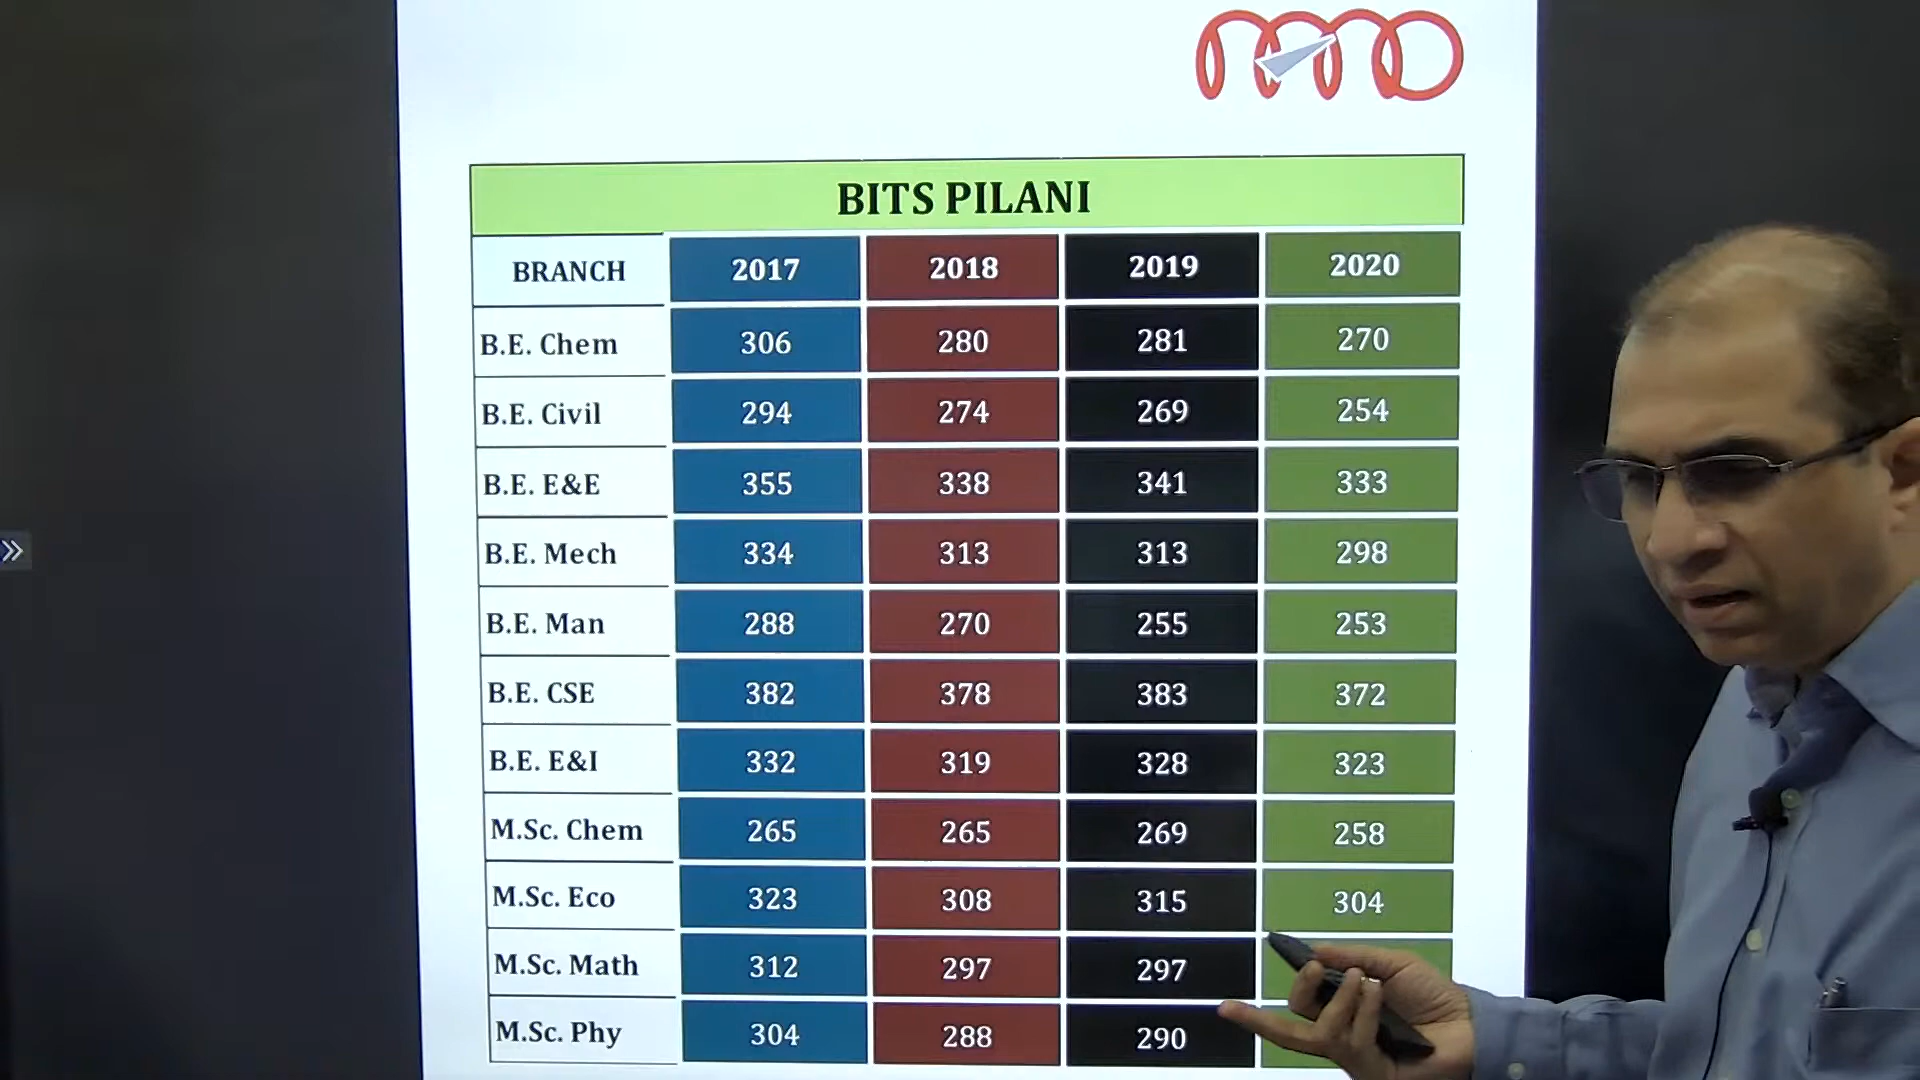 BITS PILANI
BRANCH 2017 2018 2019 2020
B.E. Chem 306 280 281 270
B.E. Civil 294 274 269 254
B.E. E&E 355 338 341 333
B.E. Mech 334 313 313 298
B.E. Man 288 270 255 253
B.E. CSE 382 378 383 372
B.E. E&I 332 319 328 323
M.Sc. Chem 265 265 269 258
M.Sc. Eco 323 308 315 304
M.Sc. Math 312 297 297
M.Sc. Phy 304 288 290